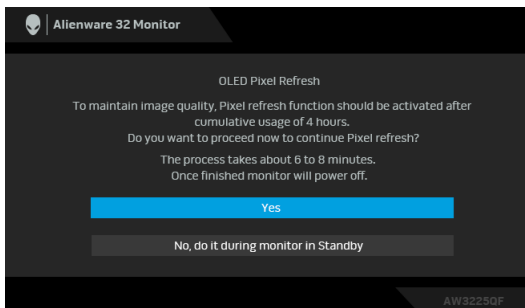 Alienware 32 Monitor
OLED Pixel Refresh
To maintain image quality, Pixel refresh function should be activated after
cumulative usage of 4 hours.
Do you want to proceed now to continue Pixel refresh?
The process takes about 6 to 8 minutes.
Once finished monitor will power off.
Yes
No, do it during monitor in Standby
AW3225QF